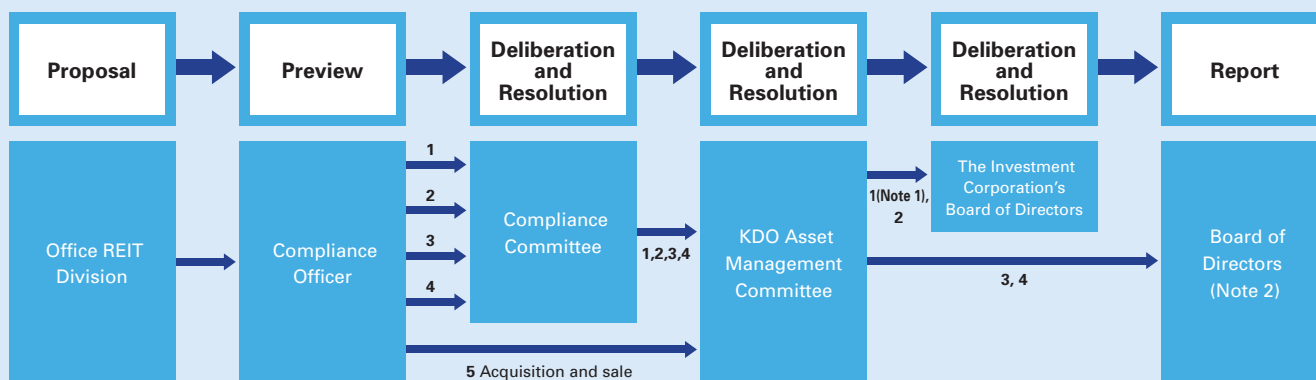 Proposal
Preview
Deliberation
and
Resolution
Deliberation
and
Resolution
Deliberation
and
Resolution
Report
Office REIT
Division
Compliance
Officer
1
2
3
4
5 Acquisition and sale
Compliance
Committee
1,2,3,4
KDO Asset
Management
Committee
1(Note 1),
2
The Investment
Corporation's
Board of Directors
3, 4
Board of
Directors
(Note 2)